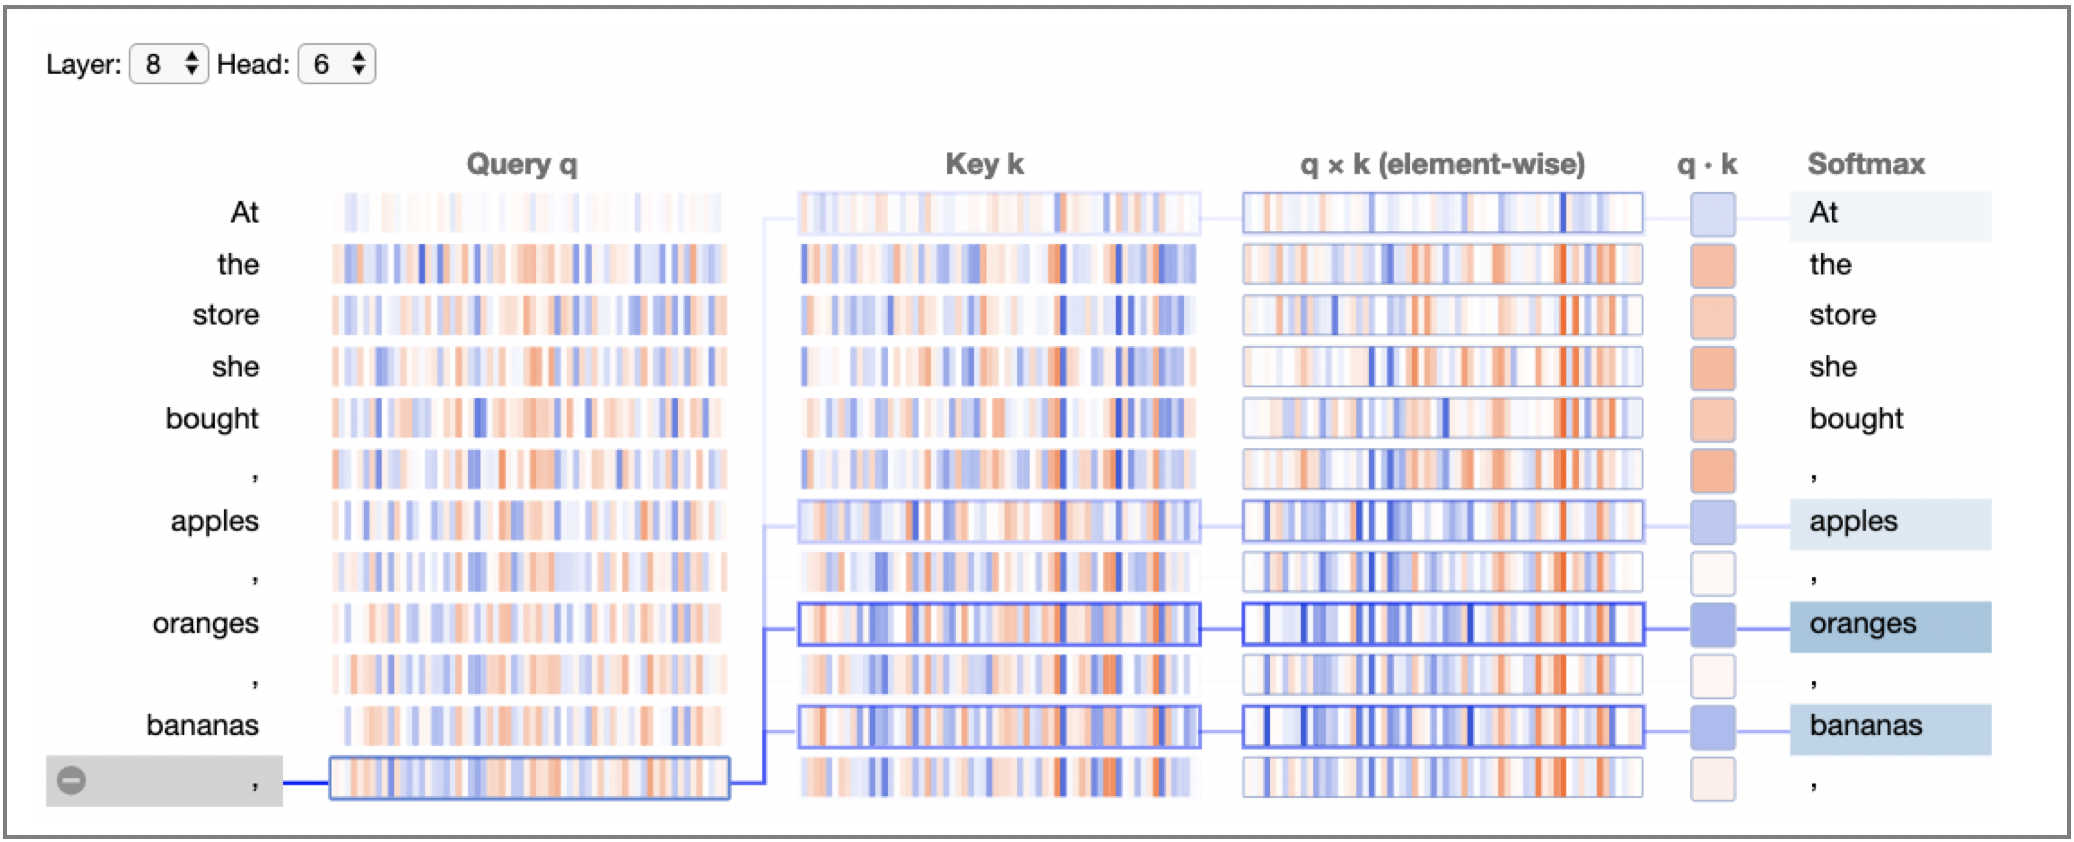 Layer: 8 Head: 6
Query q Key k q × k (element-wise) q · k Softmax
At At
the the
store store
she she
bought bought
, ,
apples apples
, ,
oranges oranges
, ,
bananas bananas
, ,